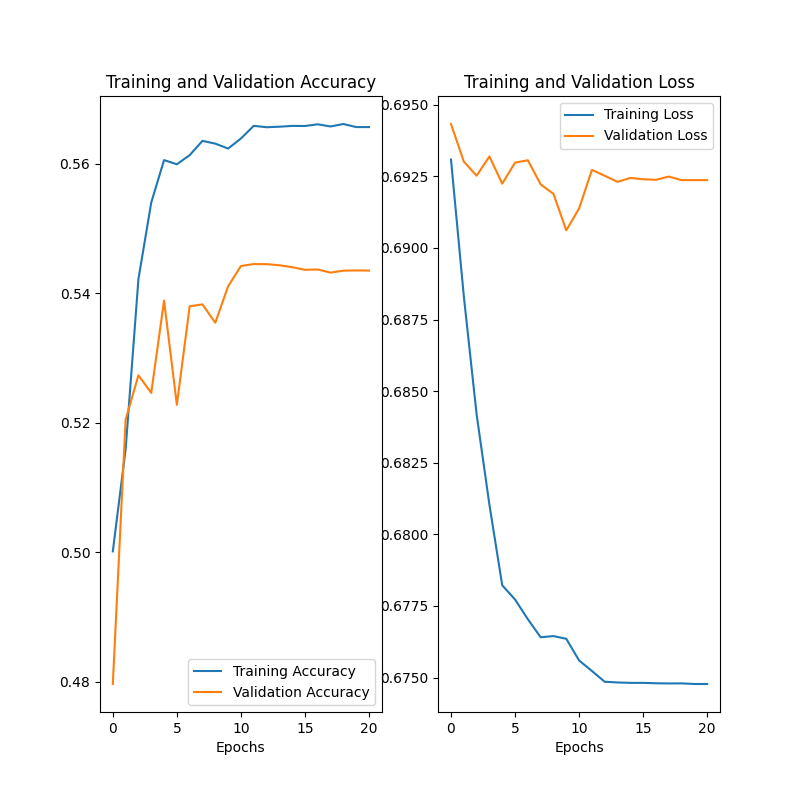 Training and Validation Accuracy
0.56
0.54
0.52
0.50
0.48
0 5 10 15 20
Epochs
Training Accuracy
Validation Accuracy
Training and Validation Loss
0.6950
0.6925
0.6900
0.6875
0.6850
0.6825
0.6800
0.6775
0.6750
0 5 10 15 20
Epochs
Training Loss
Validation Loss